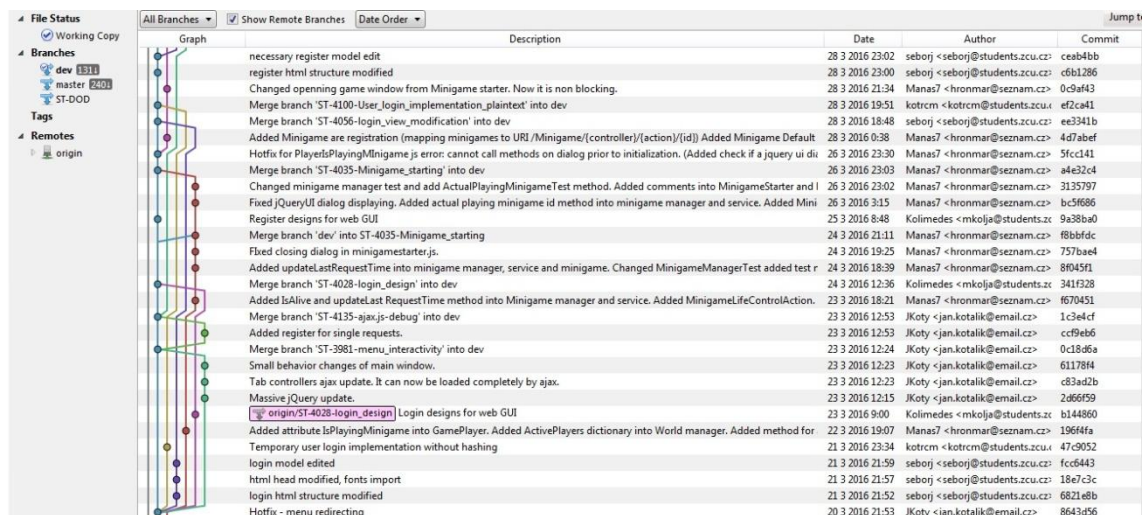 File Status
Working Copy
Branches
dev 131↓
master 240↓
ST-DOD
Tags
Remotes
origin
All Branches Show Remote Branches Date Order Jump to
Graph Description Date Author Commit
necessary register model edit 28 3 2016 23:02 seborj <seborj@students.zcu.cz> ceab4bb
register html structure modified 28 3 2016 23:00 seborj <seborj@students.zcu.cz> c6b1286
Changed openning game window from Minigame starter. Now it is non blocking. 28 3 2016 21:34 Manas7 <hronmar@seznam.cz> 0c9af43
Merge branch 'ST-4100-User_login_implementation_plaintext' into dev 28 3 2016 19:51 kotrcm <kotrcm@students.zcu.c ef2ca41
Merge branch 'ST-4056-login_view_modification' into dev 28 3 2016 18:48 seborj <seborj@students.zcu.cz> ee3341b
Added Minigame are registration (mapping minigames to URI /Minigame/{controller}/{action}/{id}) Added Minigame Default 28 3 2016 0:38 Manas7 <hronmar@seznam.cz> 4d7abef
Hotfix for PlayerIsPlayingMInigame js error: cannot call methods on dialog prior to initialization. (Added check if a jquery ui dia 26 3 2016 23:30 Manas7 <hronmar@seznam.cz> 5fcc141
Merge branch 'ST-4035-Minigame_starting' into dev 26 3 2016 23:03 Manas7 <hronmar@seznam.cz> a4e32c4
Changed minigame manager test and add ActualPlayingMinigameTest method. Added comments into MinigameStarter and I 26 3 2016 23:02 Manas7 <hronmar@seznam.cz> 3135797
Fixed jQueryUI dialog displaying. Added actual playing minigame id method into minigame manager and service. Added Mini 26 3 2016 3:15 Manas7 <hronmar@seznam.cz> bc5f686
Register designs for web GUI 25 3 2016 8:48 Kolimedes <mkolja@students.zc 9a38ba0
Merge branch 'dev' into ST-4035-Minigame_starting 24 3 2016 21:11 Manas7 <hronmar@seznam.cz> f8bbfdc
FIxed closing dialog in minigamestarter.js. 24 3 2016 19:25 Manas7 <hronmar@seznam.cz> 757bae4
Added updateLastRequestTime into minigame manager, service and minigame. Changed MinigameManagerTest added test r 24 3 2016 18:39 Manas7 <hronmar@seznam.cz> 8f045f1
Merge branch 'ST-4028-login_design' into dev 24 3 2016 12:36 Kolimedes <mkolja@students.zc 341f328
Added IsAlive and updateLast RequestTime method into Minigame manager and service. Added MinigameLifeControlAction. 23 3 2016 18:21 Manas7 <hronmar@seznam.cz> f670451
Merge branch 'ST-4135-ajax.js-debug' into dev 23 3 2016 12:53 JKoty <jan.kotalik@email.cz> 1c3e4cf
Added register for single requests. 23 3 2016 12:53 JKoty <jan.kotalik@email.cz> ccf9eb6
Merge branch 'ST-3981-menu_interactivity' into dev 23 3 2016 12:24 JKoty <jan.kotalik@email.cz> 0c18d6a
Small behavior changes of main window. 23 3 2016 12:23 JKoty <jan.kotalik@email.cz> 61178f4
Tab controllers ajax update. It can now be loaded completely by ajax. 23 3 2016 12:23 JKoty <jan.kotalik@email.cz> c83ad2b
Massive jQuery update. 23 3 2016 12:15 JKoty <jan.kotalik@email.cz> 2d66f59
origin/ST-4028-login_design Login designs for web GUI 23 3 2016 9:00 Kolimedes <mkolja@students.zc b144860
Added attribute IsPlayingMinigame into GamePlayer. Added ActivePlayers dictionary into World manager. Added method for 22 3 2016 19:07 Manas7 <hronmar@seznam.cz> 196f4fa
Temporary user login implementation without hashing 21 3 2016 23:34 kotrcm <kotrcm@students.zcu.c 47c9052
login model edited 21 3 2016 21:59 seborj <seborj@students.zcu.cz> fcc6443
html head modified, fonts import 21 3 2016 21:57 seborj <seborj@students.zcu.cz> 18e7c3c
login html structure modified 21 3 2016 21:52 seborj <seborj@students.zcu.cz> 6821e8b
Hotfix - menu redirecting 20 3 2016 21:53 JKoty <jan.kotalik@email.cz> 8643d56